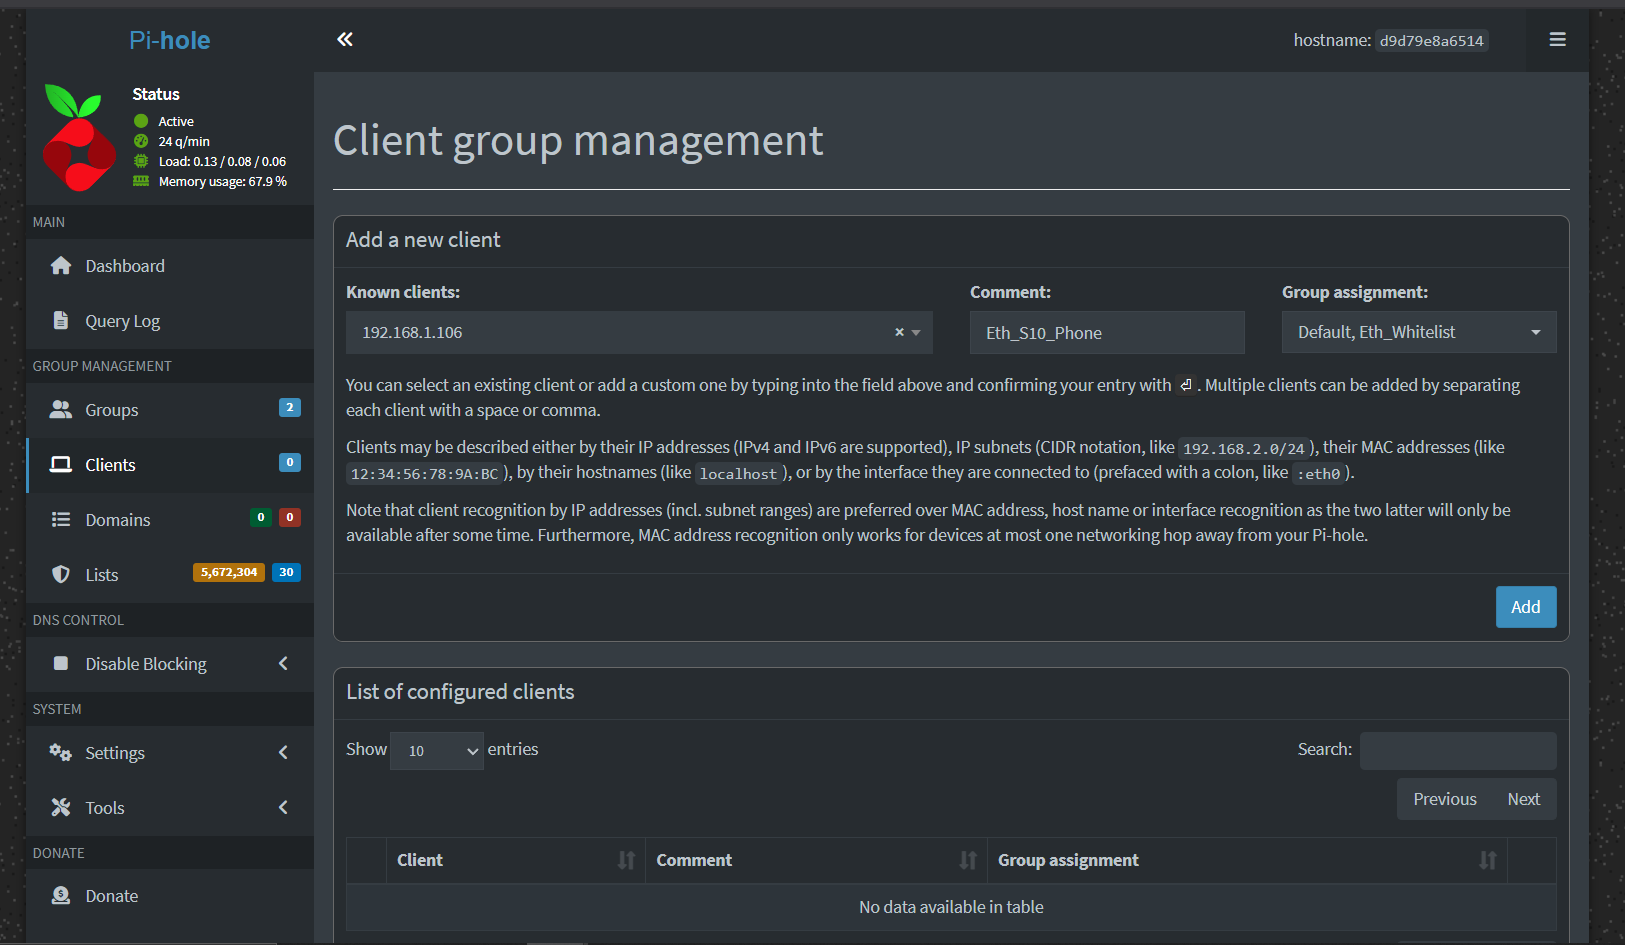 Pi-hole
hostname: d9d79e8a6514
Status
Active
24 q/min
Load: 0.13 / 0.08 / 0.06
Memory usage: 67.9 %
MAIN
Dashboard
Query Log
GROUP MANAGEMENT
Groups 2
Clients 0
Domains 0 0
Lists 5,672,304 30
DNS CONTROL
Disable Blocking
SYSTEM
Settings
Tools
DONATE
Donate
Client group management
Add a new client
Known clients: Comment: Group assignment:
192.168.1.106 × Eth_S10_Phone Default, Eth_Whitelist
You can select an existing client or add a custom one by typing into the field above and confirming your entry with ⏎. Multiple clients can be added by separating
each client with a space or comma.
Clients may be described either by their IP addresses (IPv4 and IPv6 are supported), IP subnets (CIDR notation, like 192.168.2.0/24), their MAC addresses (like
12:34:56:78:9A:BC), by their hostnames (like localhost), or by the interface they are connected to (prefaced with a colon, like :eth0).
Note that client recognition by IP addresses (incl. subnet ranges) are preferred over MAC address, host name or interface recognition as the two latter will only be
available after some time. Furthermore, MAC address recognition only works for devices at most one networking hop away from your Pi-hole.
Add
List of configured clients
Show 10 entries
Search:
Previous Next
Client Comment Group assignment
No data available in table